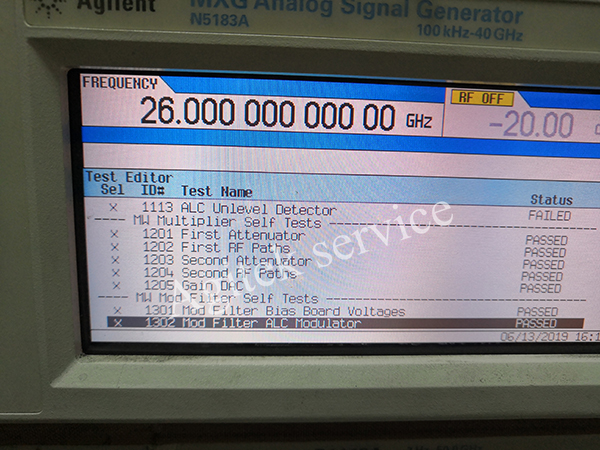 Agilent
MXG Analog Signal Generator
N5183A
100 kHz-40 GHz
FREQUENCY
26.000 000 000 00 GHz
RF OFF
-20.00
Test Editor
Sel ID# Test Name Status
X 1113 ALC Unlevel Detector FAILED
----- MW Multiplier Self Tests -----
X 1201 First Attenuator PASSED
X 1202 First RF Paths PASSED
X 1203 Second Attenuator PASSED
X 1204 Second RF Paths PASSED
X 1205 Gain DAC PASSED
----- MW Mod Filter Self Tests -----
X 1301 Mod Filter Bias Board Voltages PASSED
X 1302 Mod Filter ALC Modulator PASSED
06/13/2019 16:1
service